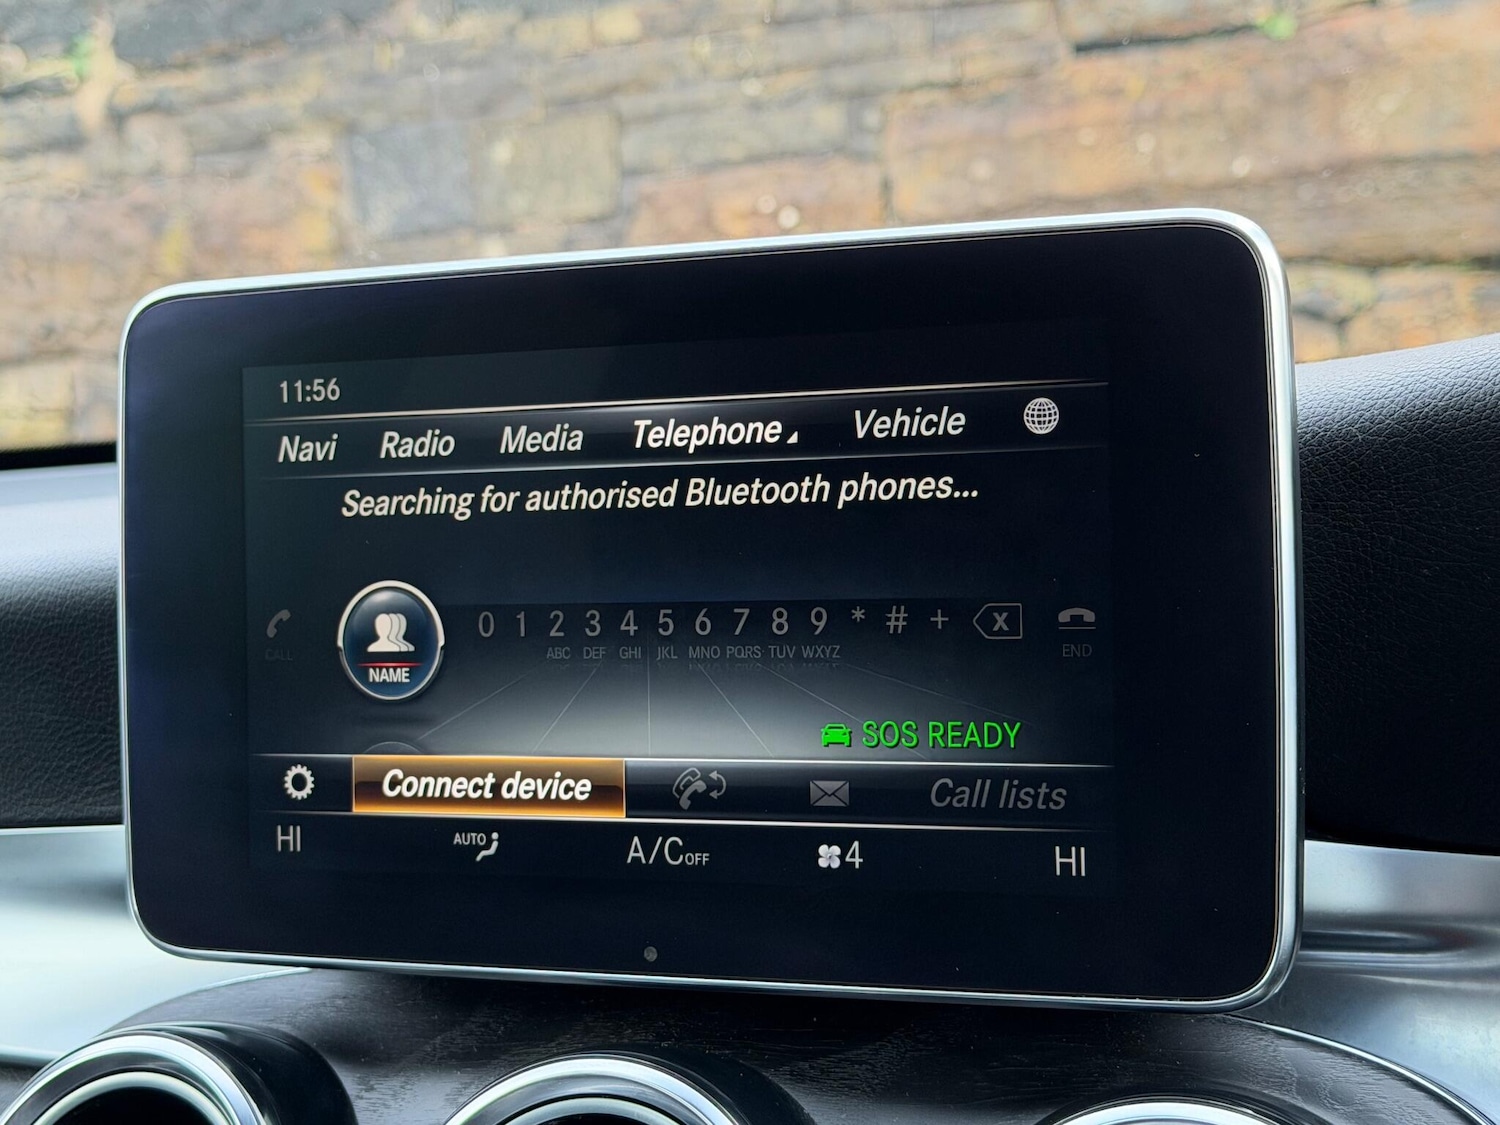 11:56
Navi Radio Media Telephone Vehicle
Searching for authorised Bluetooth phones...
CALL
NAME
0 1 2 3 4 5 6 7 8 9 * # + X
ABC DEF GHI JKL MNO PQRS TUV WXYZ
END
SOS READY
Connect device
Call lists
HI AUTO A/C OFF 4 HI